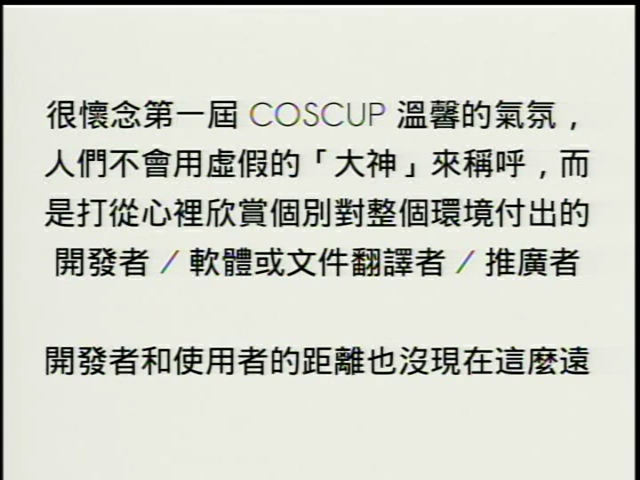 很懷念第一屆 COSCUP 溫馨的氣氛，
人們不會用虛假的「大神」來稱呼，而
是打從心裡欣賞個別對整個環境付出的
開發者 / 軟體或文件翻譯者 / 推廣者
開發者和使用者的距離也沒現在這麼遠